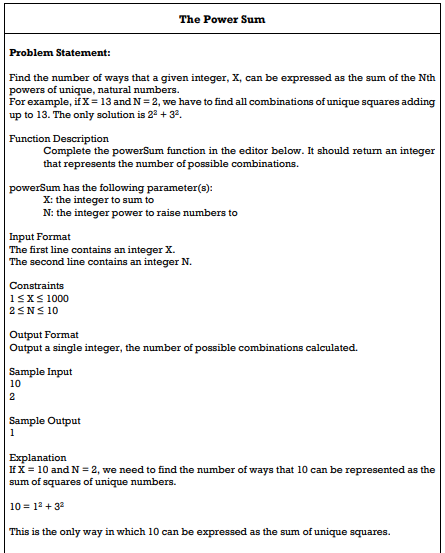 The Power Sum
Problem Statement:
Find the number of ways that a given integer, X, can be expressed as the sum of the Nth
powers of unique, natural numbers.
For example, if X = 13 and N = 2, we have to find all combinations of unique squares adding
up to 13. The only solution is 2² + 3².
Function Description
Complete the powerSum function in the editor below. It should return an integer
that represents the number of possible combinations.
powerSum has the following parameter(s):
X: the integer to sum to
N: the integer power to raise numbers to
Input Format
The first line contains an integer X.
The second line contains an integer N.
Constraints
1 ≤ X ≤ 1000
2 ≤ N ≤ 10
Output Format
Output a single integer, the number of possible combinations calculated.
Sample Input
10
2
Sample Output
1
Explanation
If X = 10 and N = 2, we need to find the number of ways that 10 can be represented as the
sum of squares of unique numbers.
10 = 1² + 3²
This is the only way in which 10 can be expressed as the sum of unique squares.